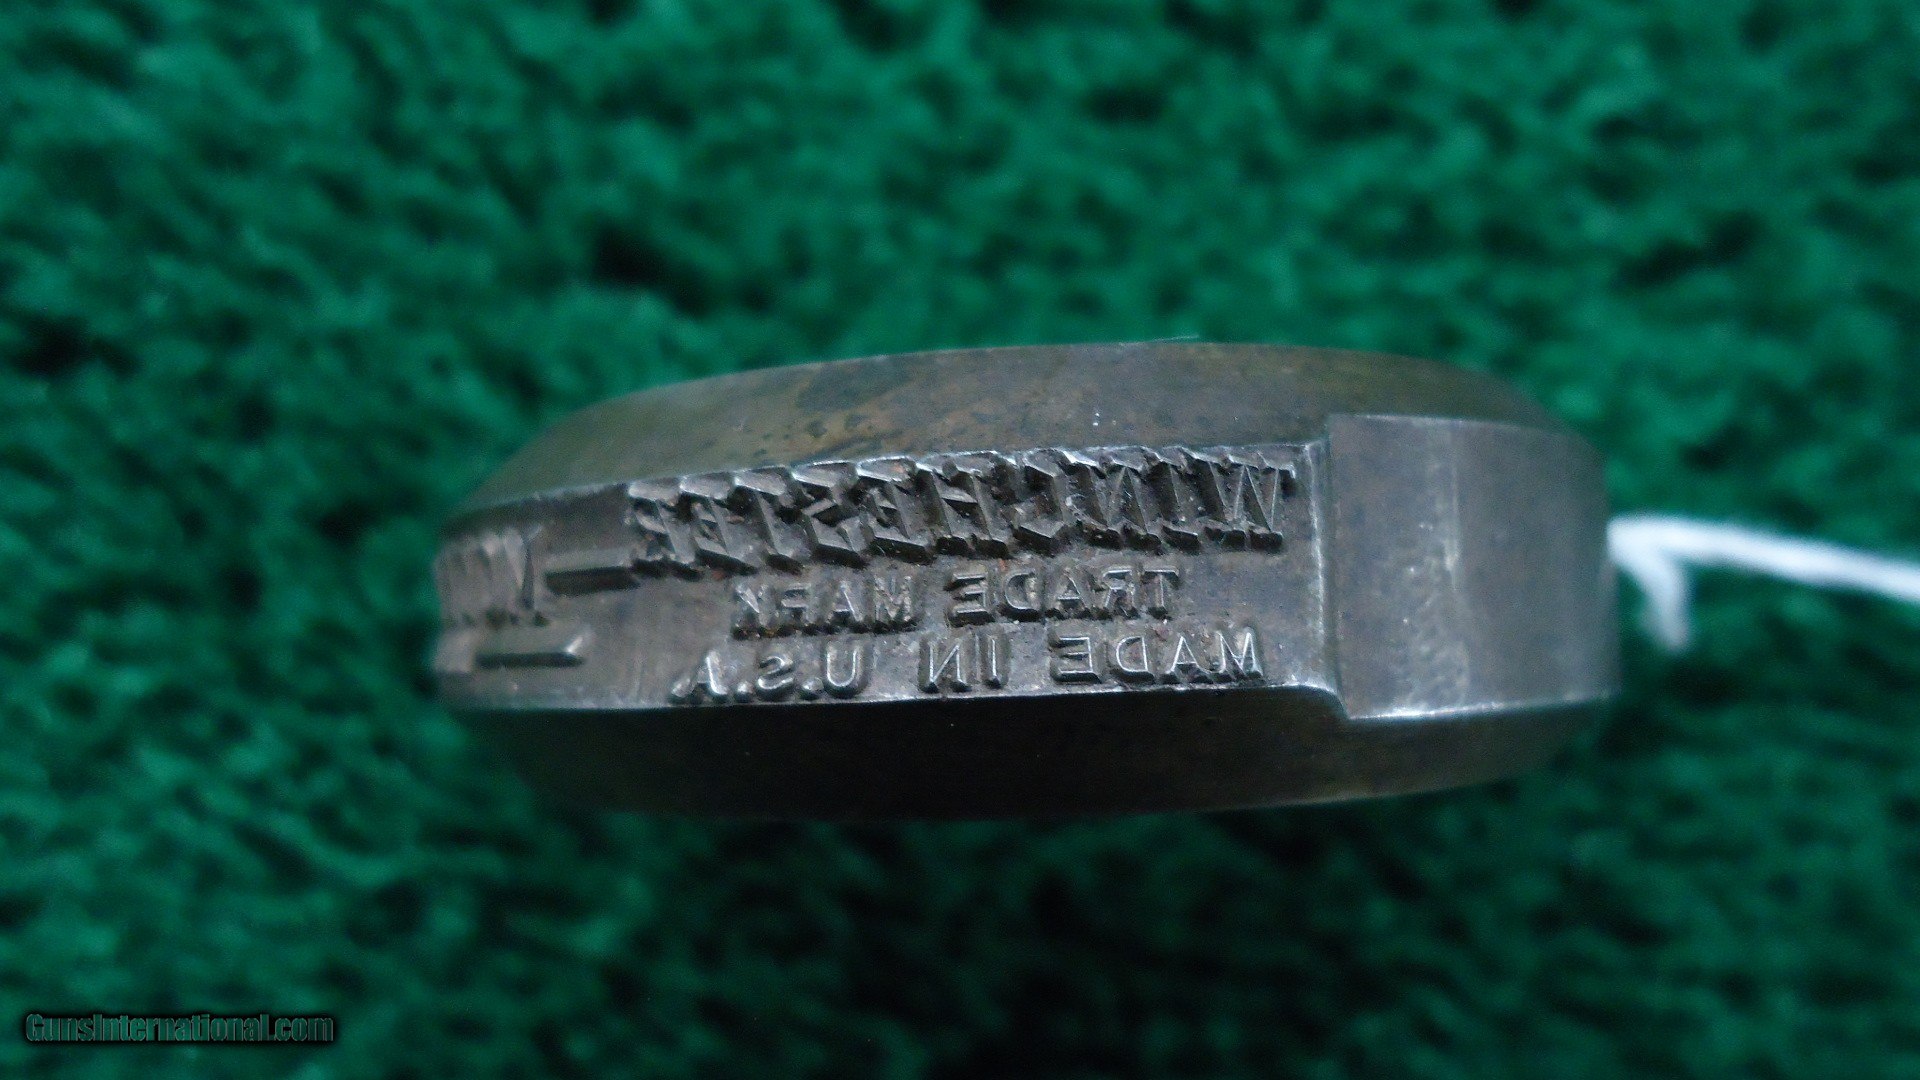 WINCHESTER
TRADE MARK
MADE IN U.S.A.
GunsInternational.com